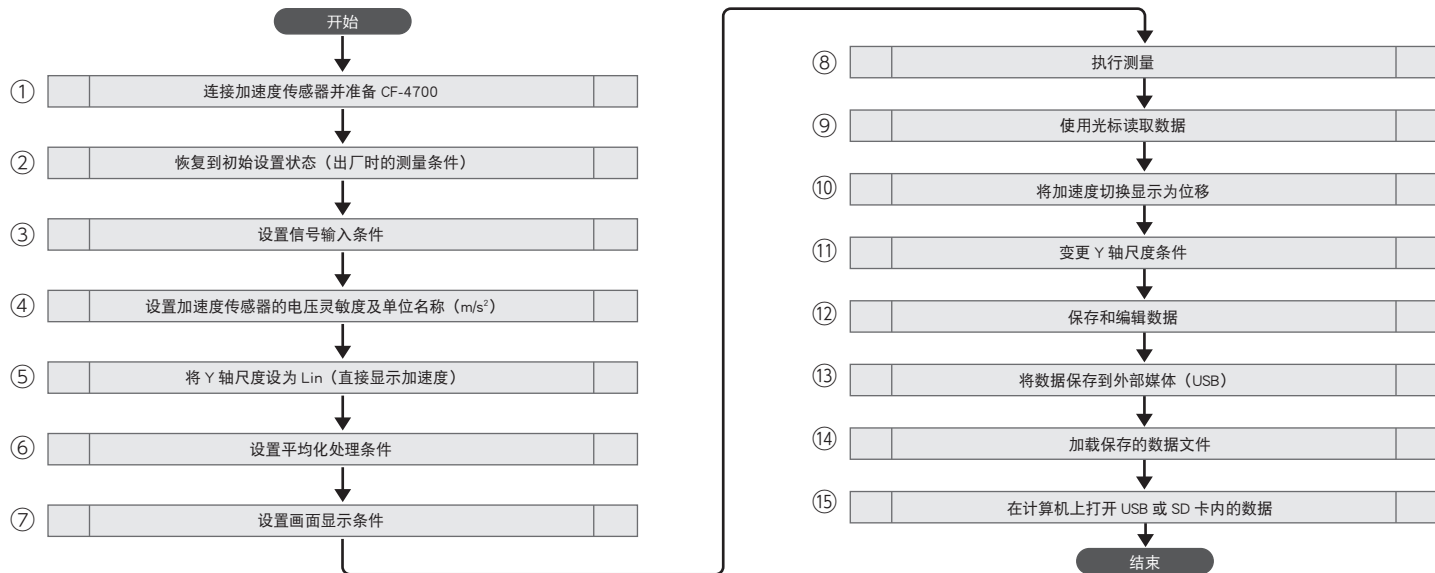 开始
① 连接加速度传感器并准备 CF-4700
② 恢复到初始设置状态（出厂时的测量条件）
③ 设置信号输入条件
④ 设置加速度传感器的电压灵敏度及单位名称（m/s²）
⑤ 将 Y 轴尺度设为 Lin（直接显示加速度）
⑥ 设置平均化处理条件
⑦ 设置画面显示条件
⑧ 执行测量
⑨ 使用光标读取数据
⑩ 将加速度切换显示为位移
⑪ 变更 Y 轴尺度条件
⑫ 保存和编辑数据
⑬ 将数据保存到外部媒体（USB）
⑭ 加载保存的数据文件
⑮ 在计算机上打开 USB 或 SD 卡内的数据
结束